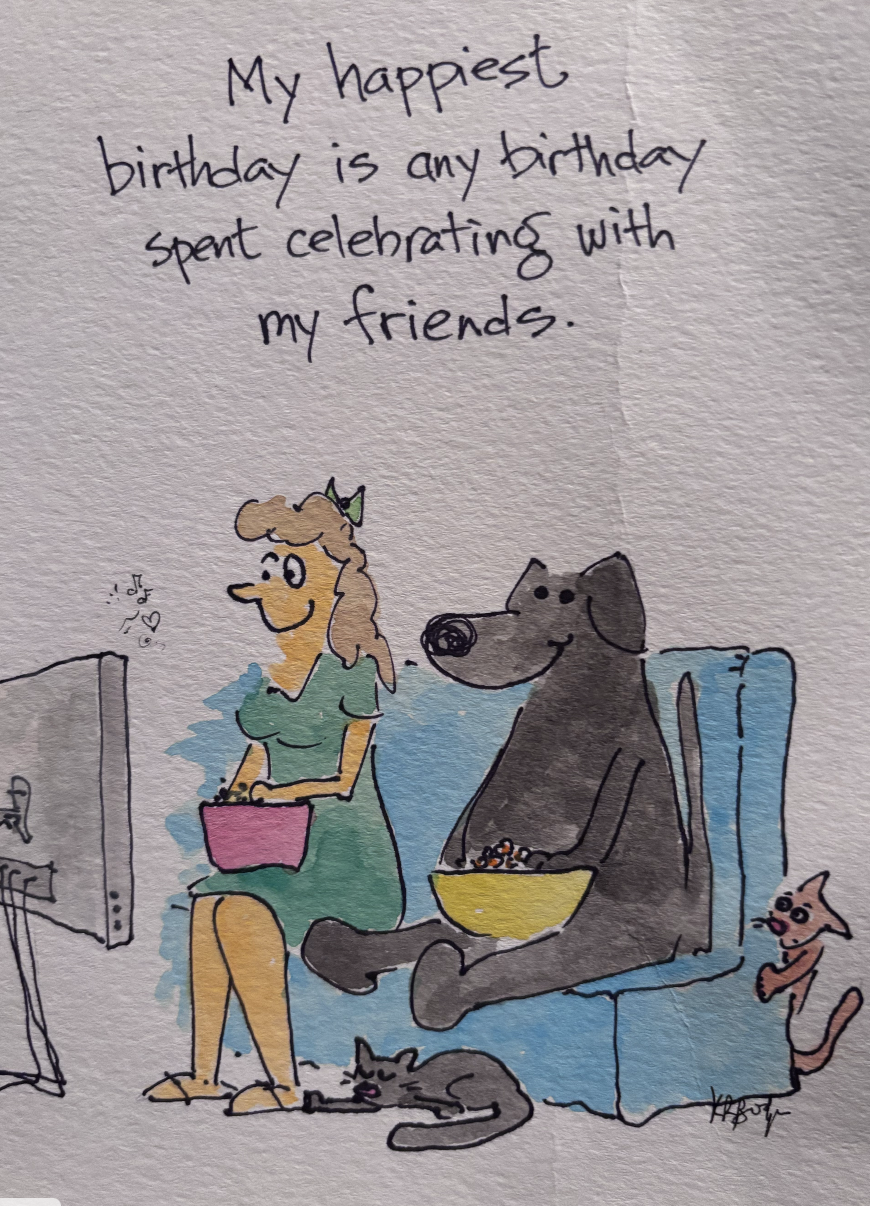 My happiest
birthday is any birthday
spent celebrating with
my friends.